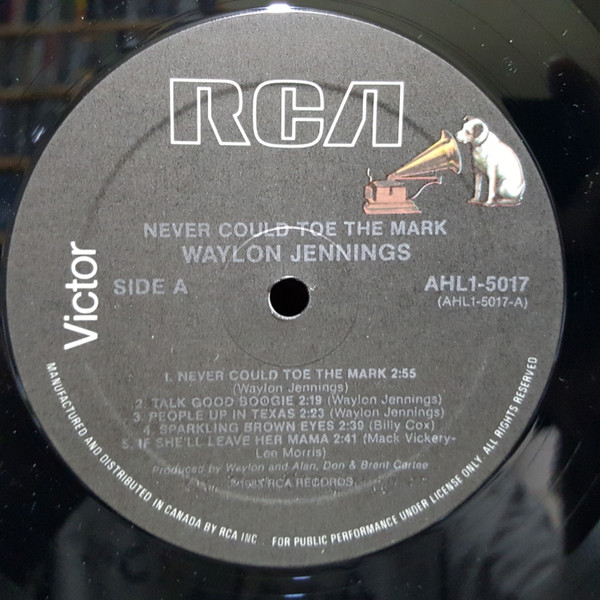 RCA
NEVER COULD TOE THE MARK
WAYLON JENNINGS
Victor
SIDE A
AHL1-5017
(AHL1-5017-A)
1. NEVER COULD TOE THE MARK 2:55
(Waylon Jennings)
2. TALK GOOD BOOGIE 2:19 (Waylon Jennings)
3. PEOPLE UP IN TEXAS 2:23 (Waylon Jennings)
4. SPARKLING BROWN EYES 2:39 (Billy Cox)
5. IF SHE'LL LEAVE HER MAMA 2:41 (Mack Vickery-
Lee Morris)
Produced by Waylon and Alan, Don & Brent Cartee
RCA RECORDS
MANUFACTURED AND DISTRIBUTED IN CANADA BY RCA INC. FOR PUBLIC PERFORMANCE UNDER LICENSE ONLY. ALL RIGHTS RESERVED